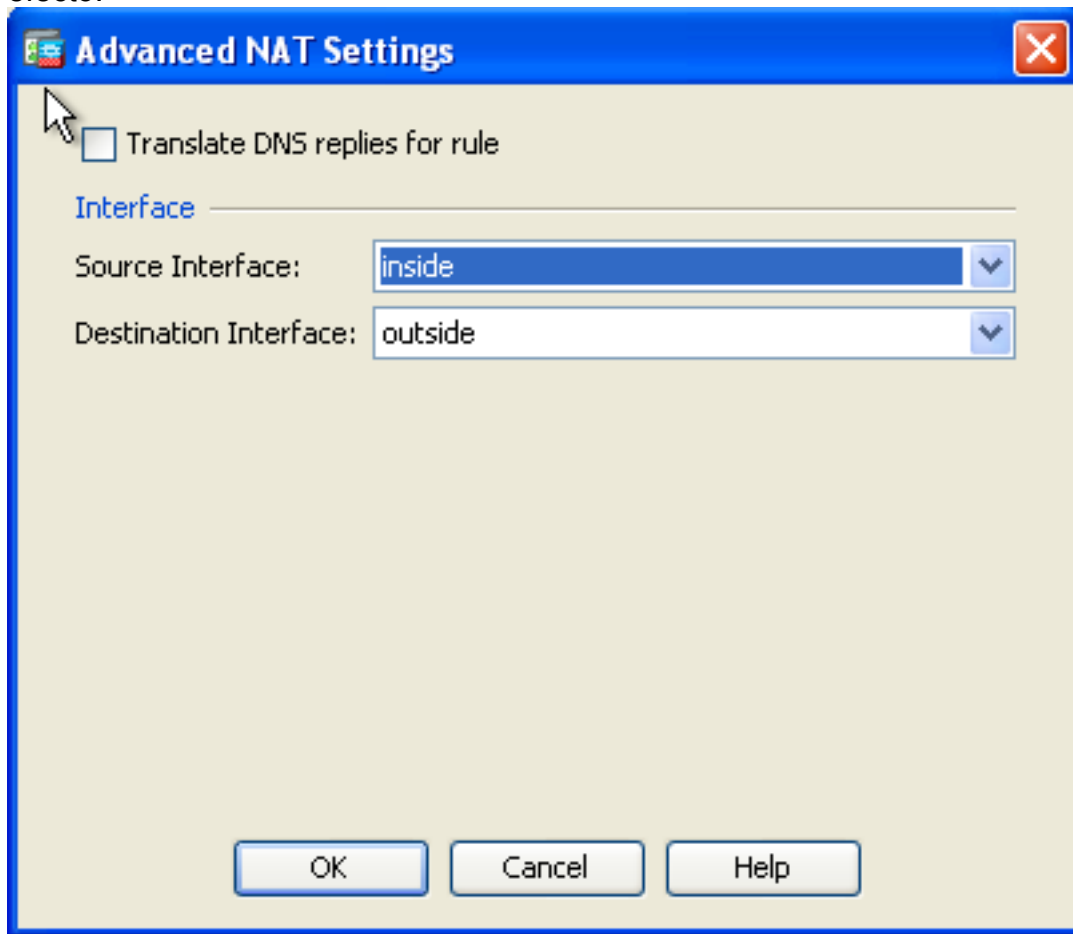 Advanced NAT Settings
Translate DNS replies for rule
Interface
Source Interface: inside
Destination Interface: outside
OK Cancel Help